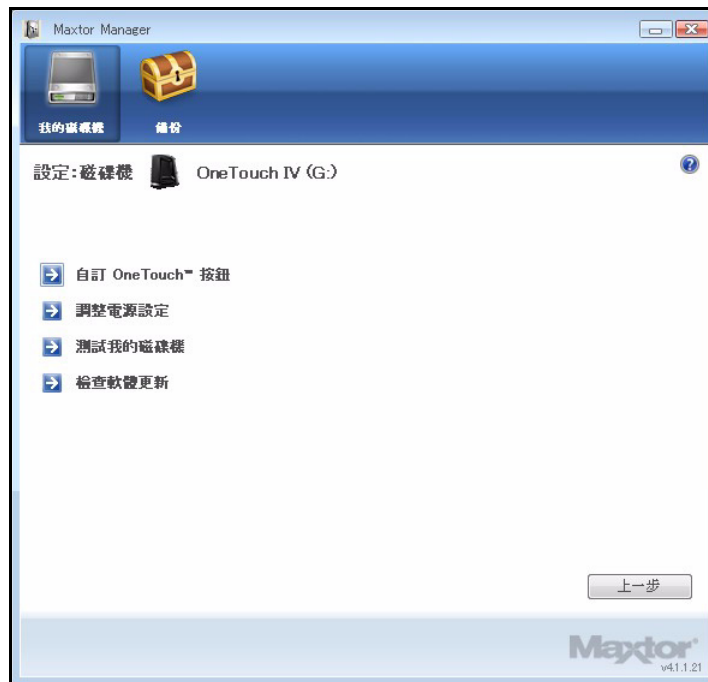 Maxtor Manager
我的磁碟機
備份
設定:磁碟機 OneTouch IV (G:)
自訂 OneTouch™ 按鈕
調整電源設定
測試我的磁碟機
檢查軟體更新
上一步
Maxtor
v4.1.1.21